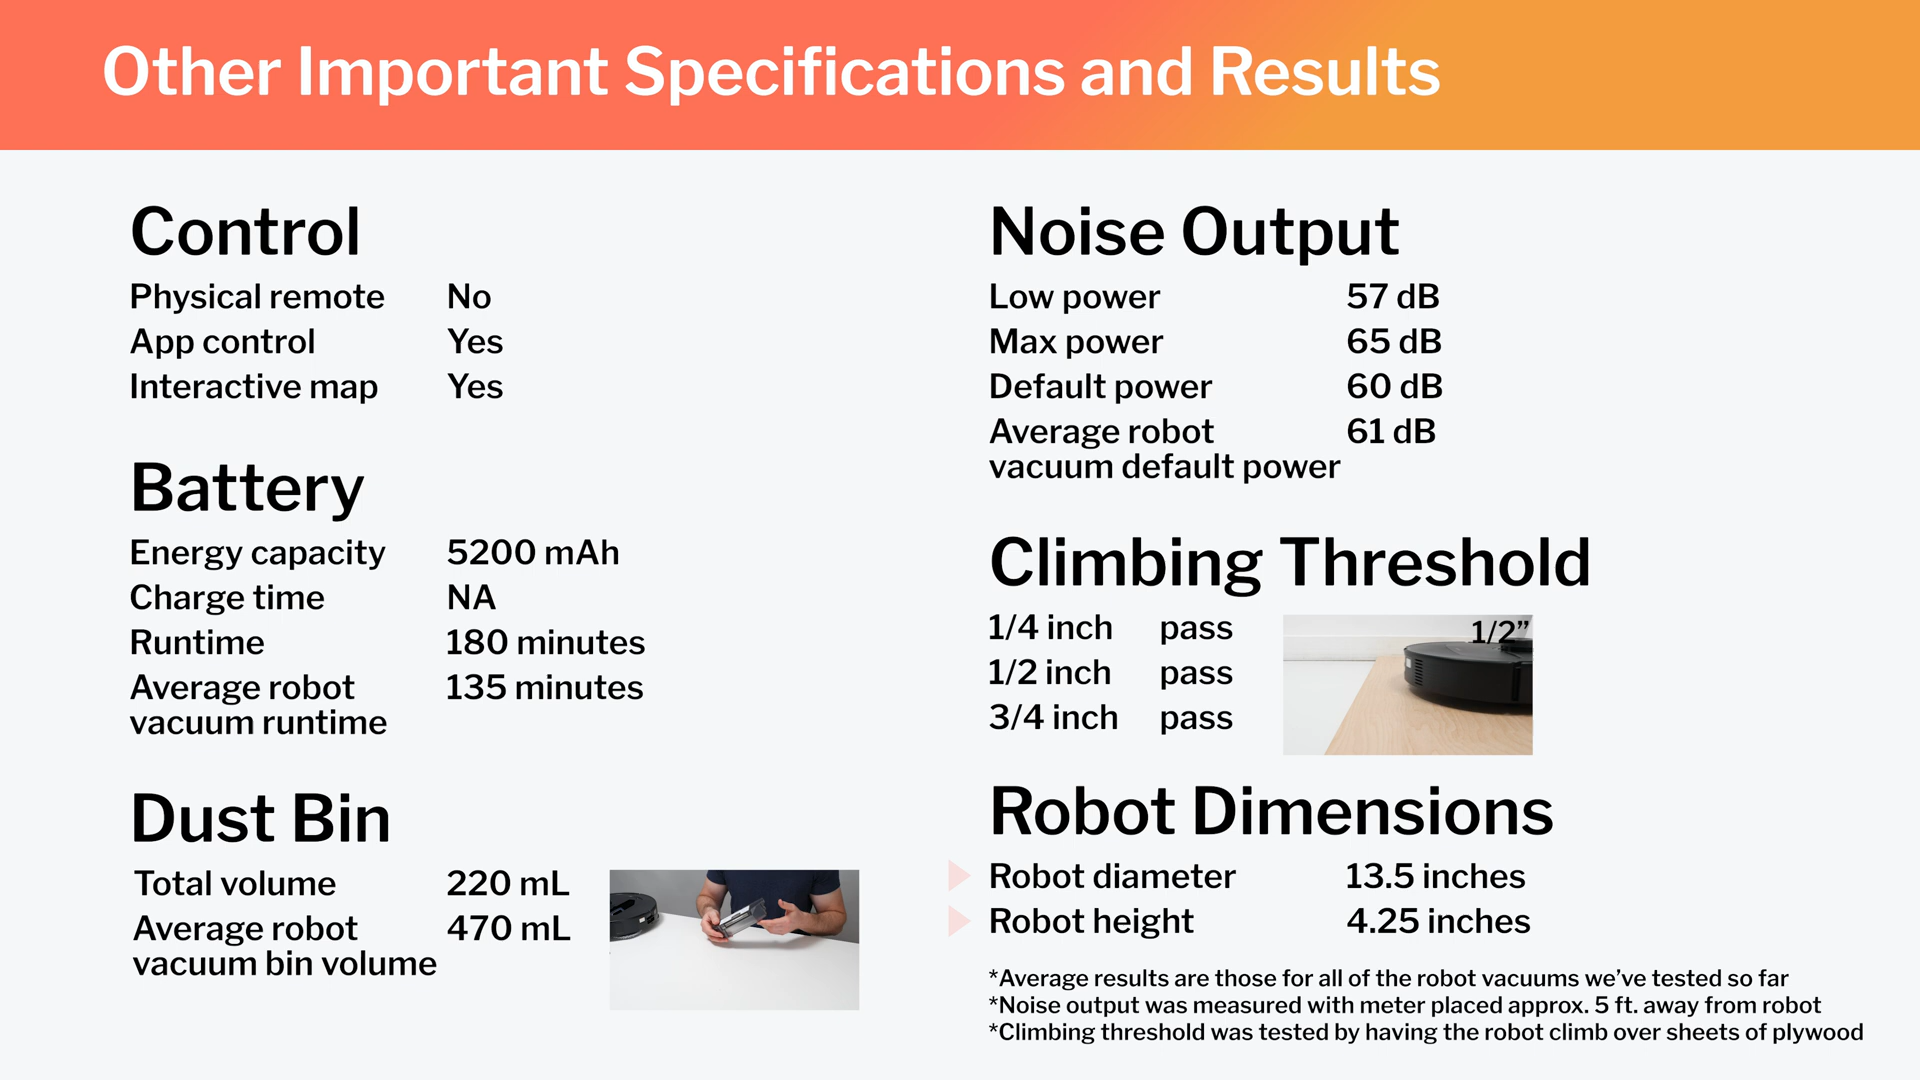 Other Important Specifications and Results
Control
Physical remote No
App control Yes
Interactive map Yes
Battery
Energy capacity 5200 mAh
Charge time NA
Runtime 180 minutes
Average robot 135 minutes
vacuum runtime
Dust Bin
Total volume 220 mL
Average robot 470 mL
vacuum bin volume
Noise Output
Low power 57 dB
Max power 65 dB
Default power 60 dB
Average robot 61 dB
vacuum default power
Climbing Threshold
1/4 inch pass
1/2 inch pass
3/4 inch pass
1/2”
Robot Dimensions
Robot diameter 13.5 inches
Robot height 4.25 inches
*Average results are those for all of the robot vacuums we’ve tested so far
*Noise output was measured with meter placed approx. 5 ft. away from robot
*Climbing threshold was tested by having the robot climb over sheets of plywood